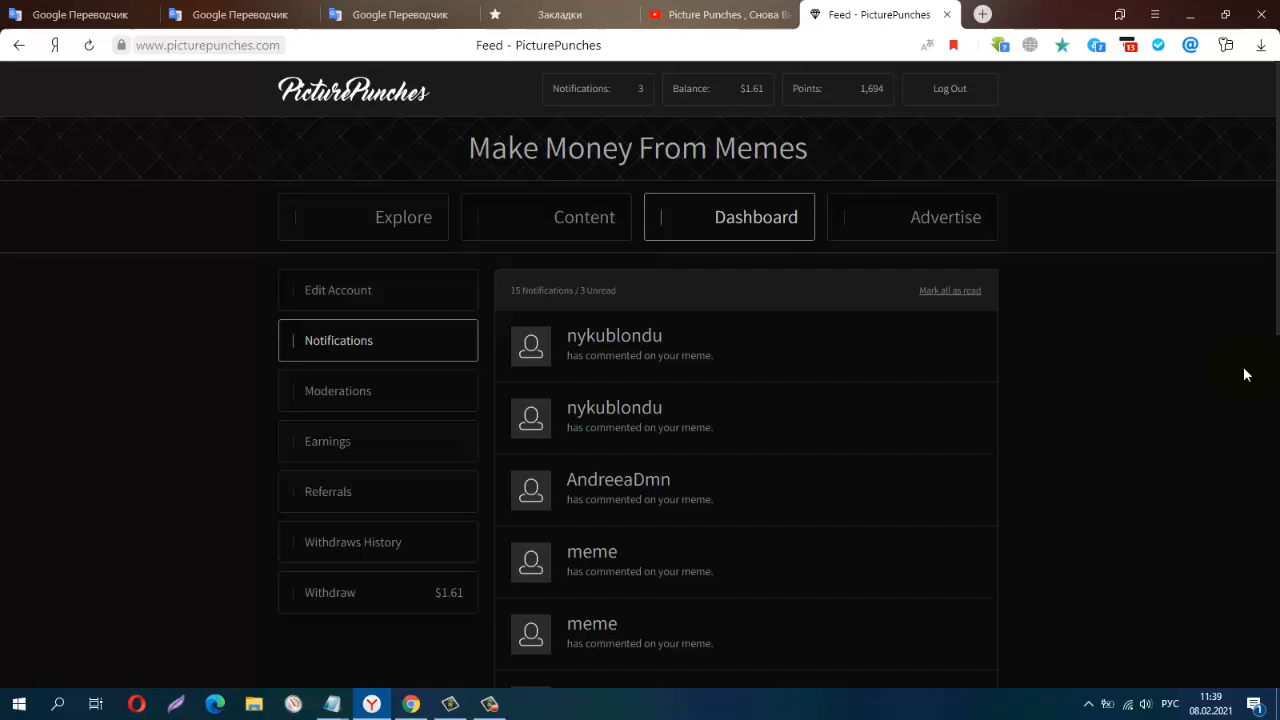 Google Переводчик
Google Переводчик
Google Переводчик
Закладки
Picture Punches , Снова В
Feed - PicturePunches
www.picturepunches.com
Feed - PicturePunches
PicturePunches
Notifications: 3
Balance: $1.61
Points: 1,694
Log Out
Make Money From Memes
Explore
Content
Dashboard
Advertise
Edit Account
Notifications
Moderations
Earnings
Referrals
Withdraws History
Withdraw $1.61
15 Notifications / 3 Unread
Mark all as read
nykublondu
has commented on your meme.
nykublondu
has commented on your meme.
AndreeaDmn
has commented on your meme.
meme
has commented on your meme.
meme
has commented on your meme.
РУС
11:39
08.02.2021